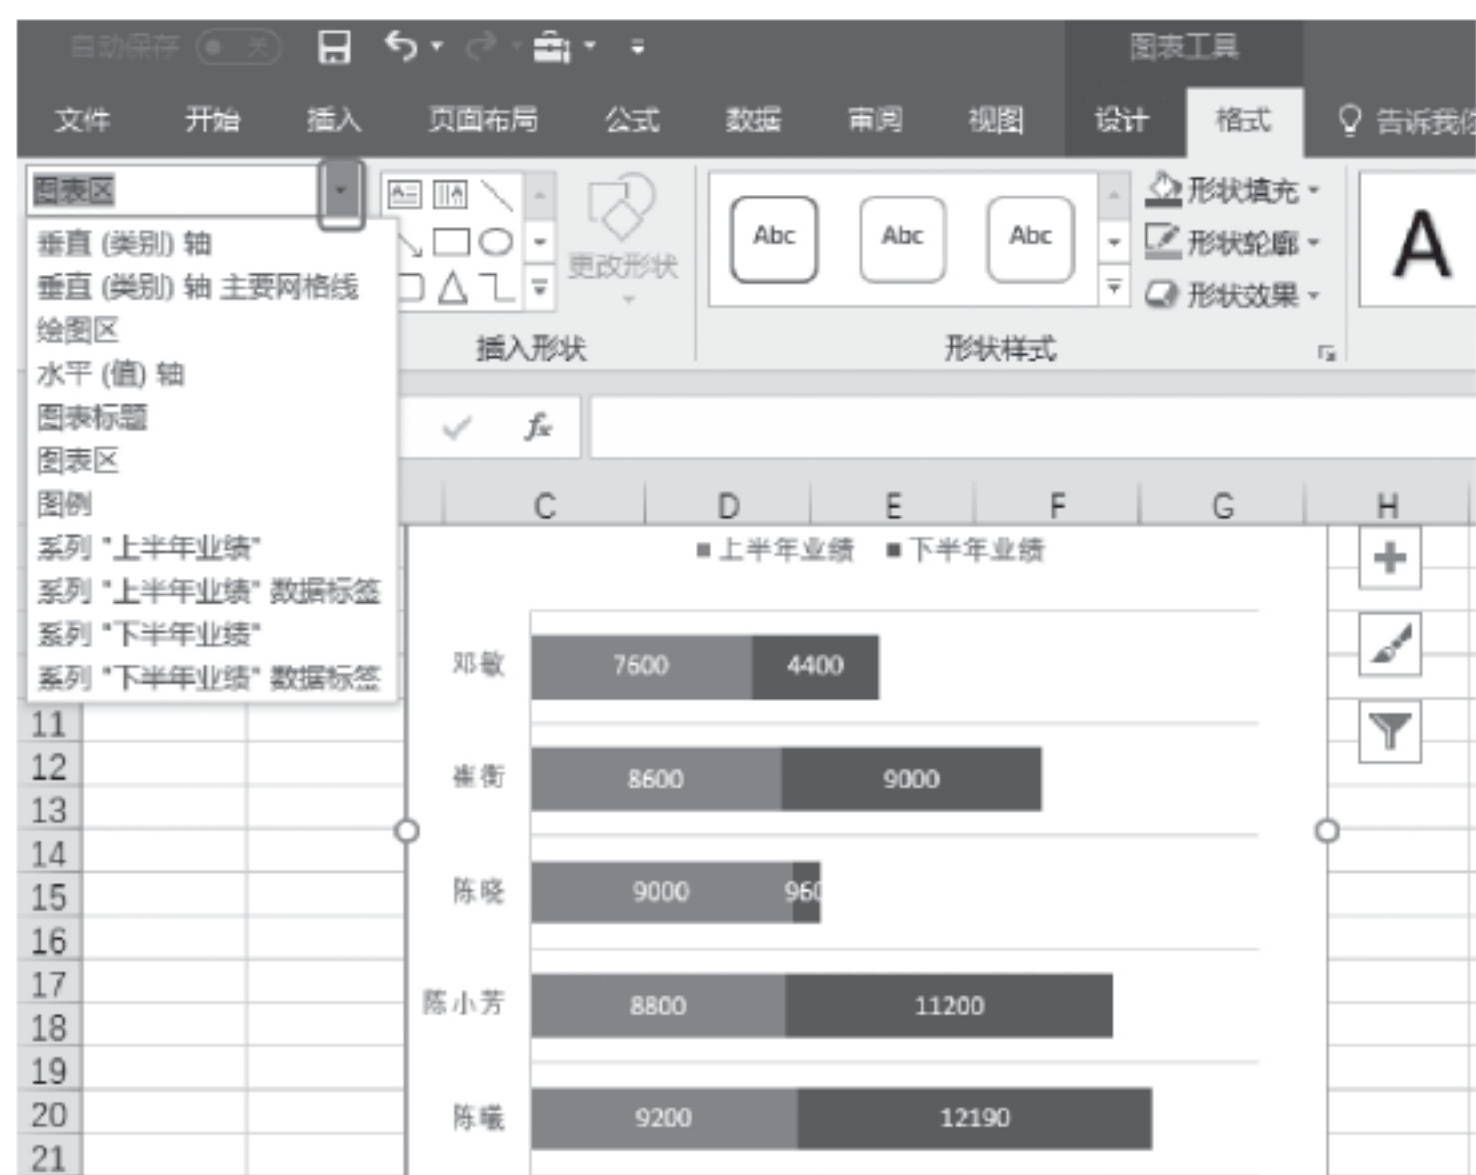 自动保存 关 图表工具
文件 开始 插入 页面布局 公式 数据 审阅 视图 设计 格式 告诉我
图表区
垂直 (类别) 轴
垂直 (类别) 轴 主要网格线
绘图区
水平 (值) 轴
图表标题
图表区
图例
系列 "上半年业绩"
系列 "上半年业绩" 数据标签
系列 "下半年业绩"
系列 "下半年业绩" 数据标签
更改形状
插入形状
Abc Abc Abc
形状填充
形状轮廓
形状效果
形状样式
A
fx
C D E F G H
上半年业绩 下半年业绩
邓敏 7600 4400
崔衡 8600 9000
陈晓 9000 960
陈小芳 8800 11200
陈曦 9200 12190
11
12
13
14
15
16
17
18
19
20
21